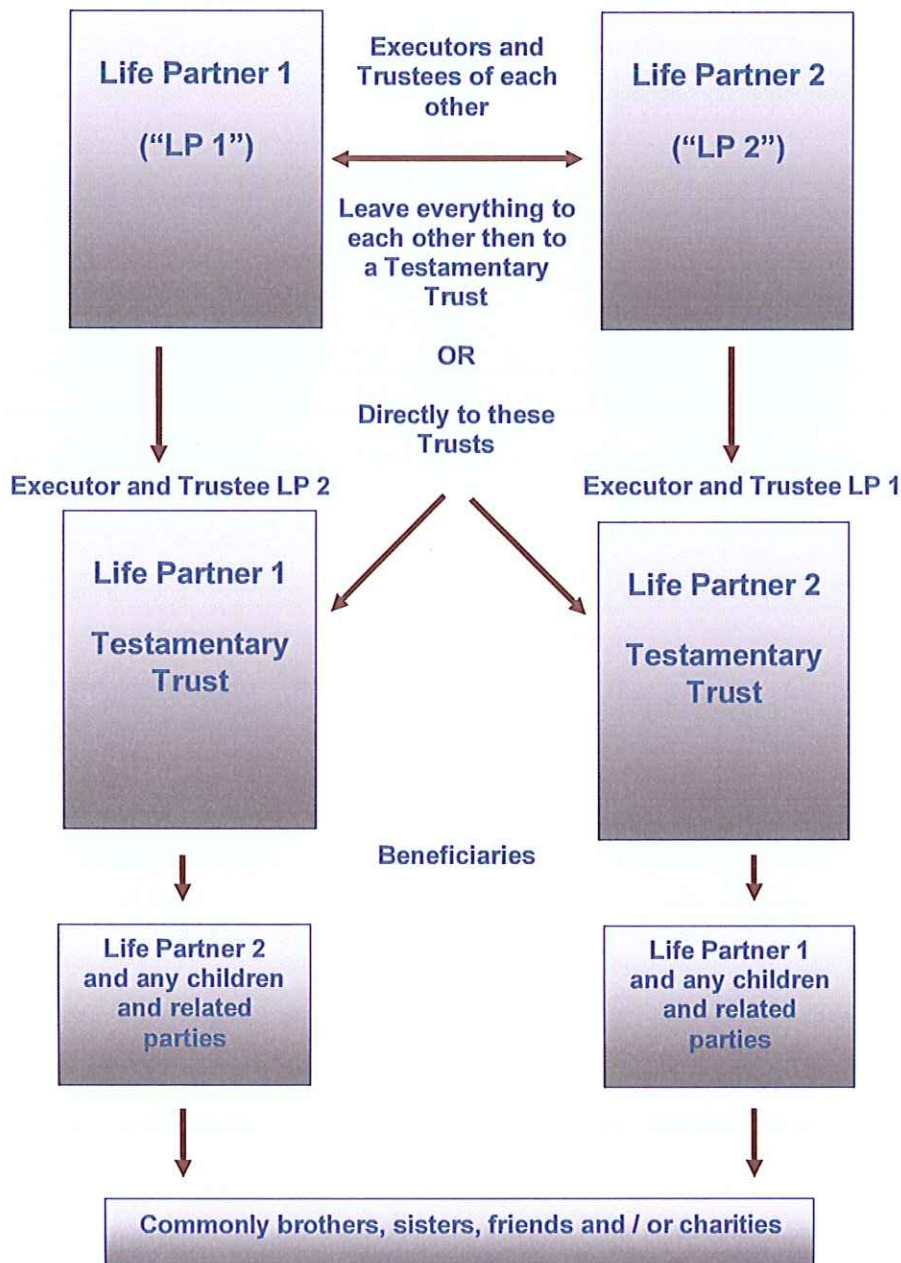 Life Partner 1
("LP 1")
Executors and
Trustees of each
other
Life Partner 2
("LP 2")
Leave everything to
each other then to
a Testamentary
Trust
OR
Directly to these
Trusts
Executor and Trustee LP 2
Executor and Trustee LP 1
Life Partner 1
Testamentary
Trust
Life Partner 2
Testamentary
Trust
Beneficiaries
Life Partner 2
and any children
and related
parties
Life Partner 1
and any children
and related
parties
Commonly brothers, sisters, friends and / or charities